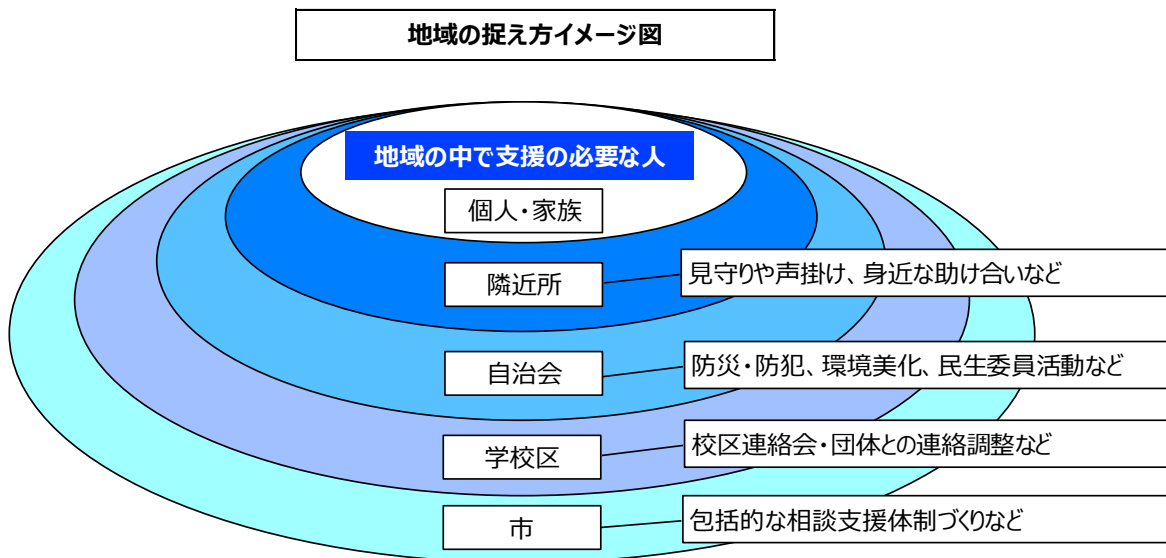 地域の捉え方イメージ図
地域の中で支援の必要な人
個人・家族
隣近所
見守りや声掛け、身近な助け合いなど
自治会
防災・防犯、環境美化、民生委員活動など
学校区
校区連絡会・団体との連絡調整など
市
包括的な相談支援体制づくりなど